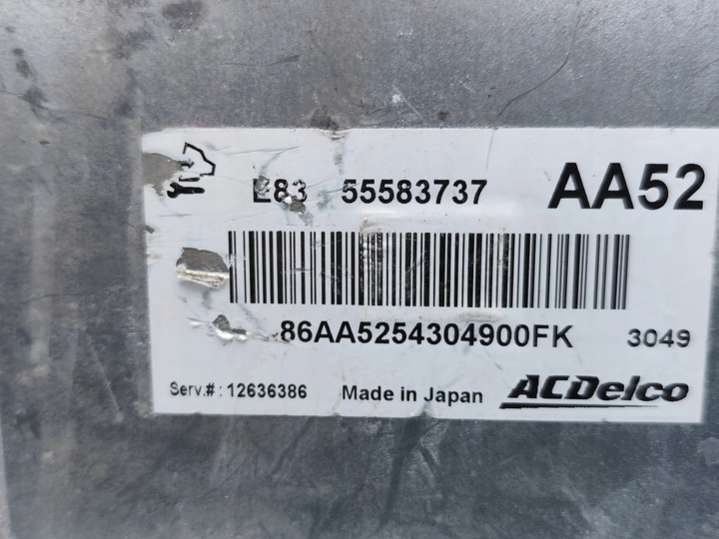 E83 55583737 AA52
86AA5254304900FK 3049
Serv.#: 12636386 Made in Japan ACDelco